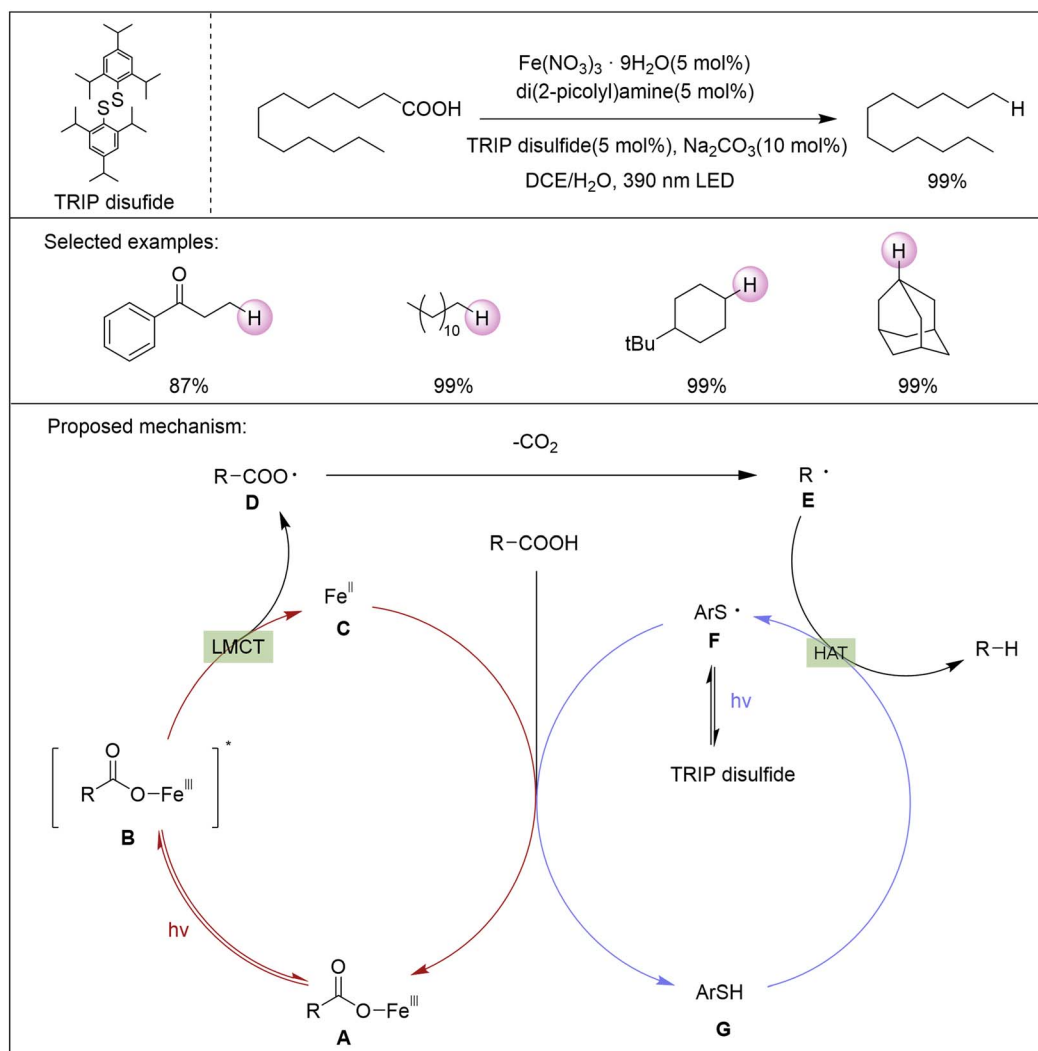 S
S
TRIP disufide
COOH
Fe(NO₃)₃ · 9H₂O(5 mol%)
di(2-picolyl)amine(5 mol%)
TRIP disulfide(5 mol%), Na₂CO₃(10 mol%)
DCE/H₂O, 390 nm LED
H
99%
Selected examples:
O
H
87%
10
H
99%
tBu
H
99%
H
99%
Proposed mechanism:
R–COO·
D
-CO₂
R·
E
R–COOH
Fe^II
C
LMCT
ArS·
F
HAT
R–H
hν
TRIP disulfide
[R O O–Fe^III]*
B
hν
R O O–Fe^III
A
ArSH
G